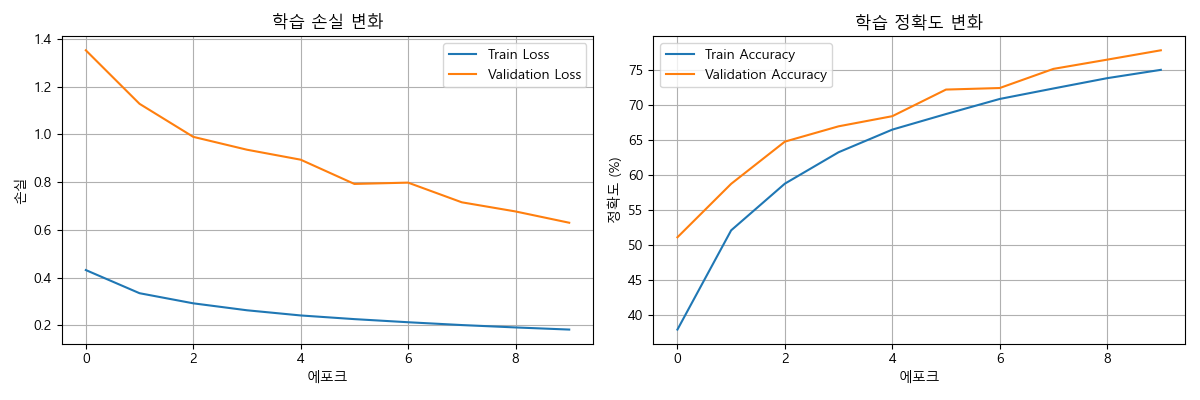 학습 손실 변화
1.4
1.2
1.0
0.8
0.6
0.4
0.2
손실
Train Loss
Validation Loss
0 2 4 6 8
에포크
학습 정확도 변화
75
70
65
60
55
50
45
40
정확도 (%)
Train Accuracy
Validation Accuracy
0 2 4 6 8
에포크